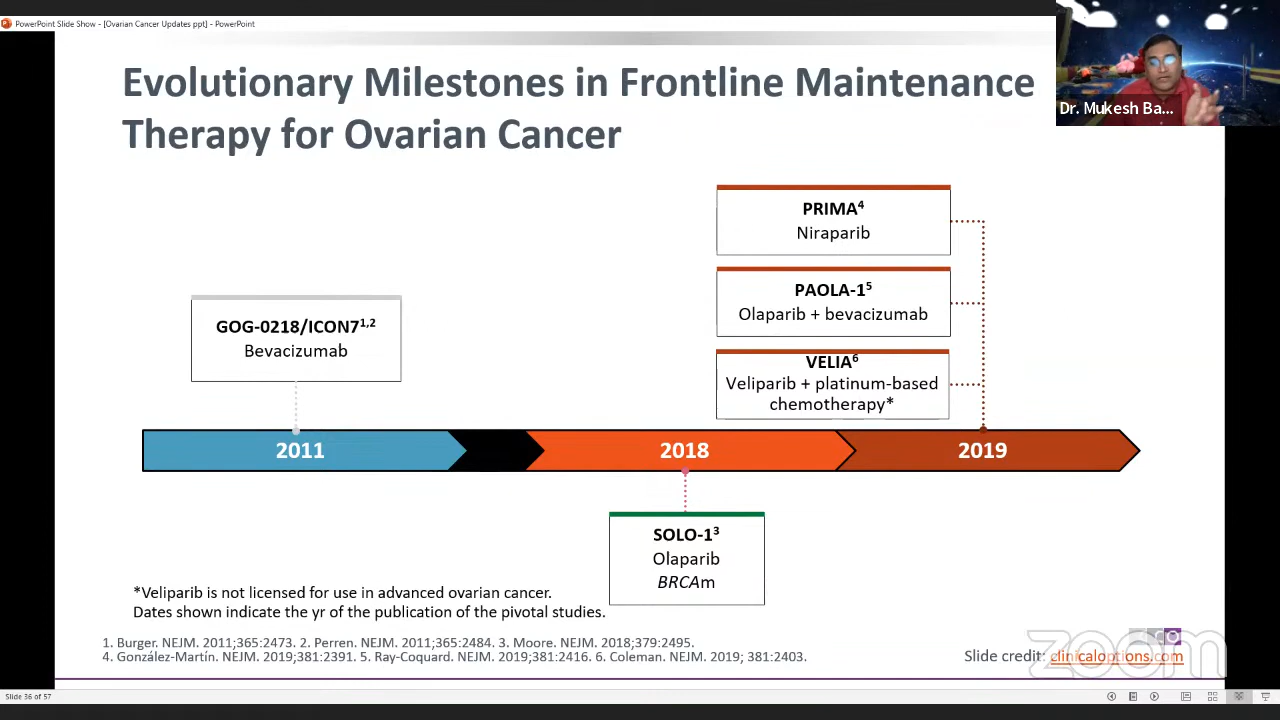 PowerPoint Slide Show - [Ovarian Cancer Updates ppt] - PowerPoint
Evolutionary Milestones in Frontline Maintenance
Therapy for Ovarian Cancer
Dr. Mukesh Ba...
PRIMA4
Niraparib
PAOLA-15
Olaparib + bevacizumab
VELIA6
Veliparib + platinum-based
chemotherapy*
GOG-0218/ICON71,2
Bevacizumab
2011
2018
2019
SOLO-13
Olaparib
BRCAm
*Veliparib is not licensed for use in advanced ovarian cancer.
Dates shown indicate the yr of the publication of the pivotal studies.
1. Burger. NEJM. 2011;365:2473. 2. Perren. NEJM. 2011;365:2484. 3. Moore. NEJM. 2018;379:2495.
4. González-Martín. NEJM. 2019;381:2391. 5. Ray-Coquard. NEJM. 2019;381:2416. 6. Coleman. NEJM. 2019; 381:2403.
Slide credit: clinicaloptions.com
zoom
Slide 36 of 57